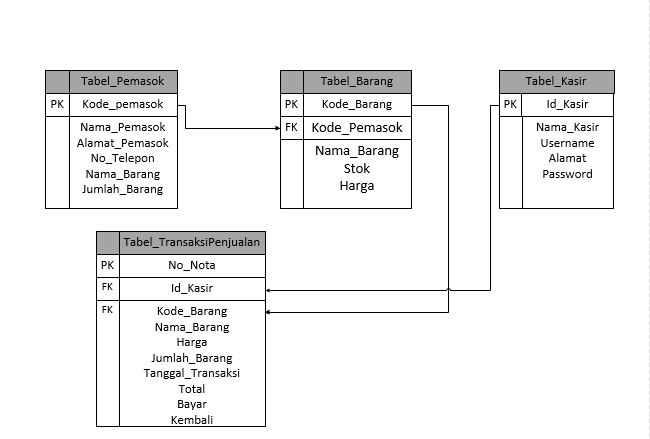 Tabel_Pemasok
PK Kode_pemasok
Nama_Pemasok
Alamat_Pemasok
No_Telepon
Nama_Barang
Jumlah_Barang
Tabel_Barang
PK Kode_Barang
FK Kode_Pemasok
Nama_Barang
Stok
Harga
Tabel_Kasir
PK Id_Kasir
Nama_Kasir
Username
Alamat
Password
Tabel_TransaksiPenjualan
PK No_Nota
FK Id_Kasir
FK Kode_Barang
Nama_Barang
Harga
Jumlah_Barang
Tanggal_Transaksi
Total
Bayar
Kembali